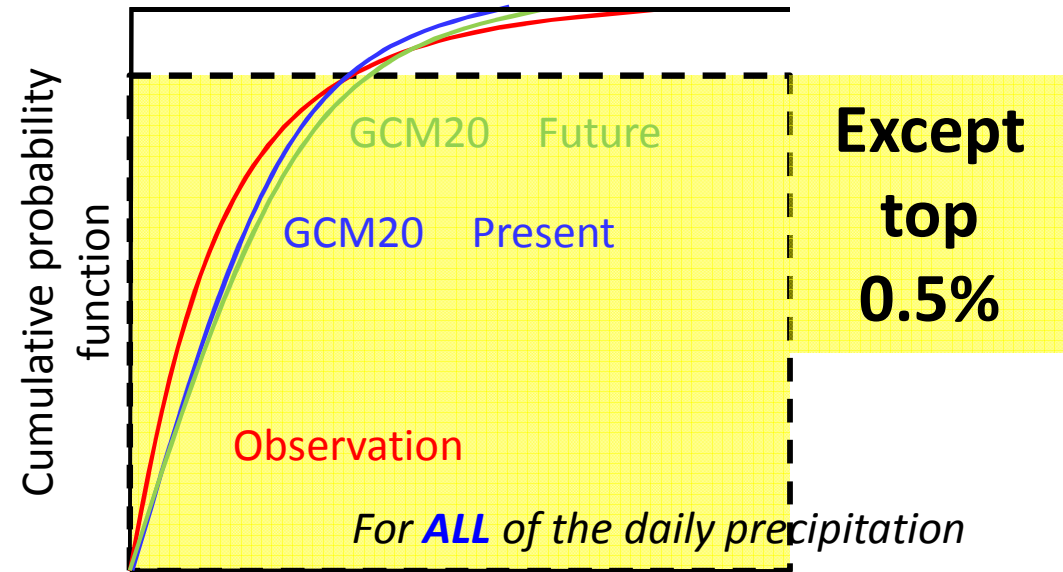 Cumulative probability
function
GCM20 Future
GCM20 Present
Observation
For ALL of the daily precipitation
Except
top
0.5%